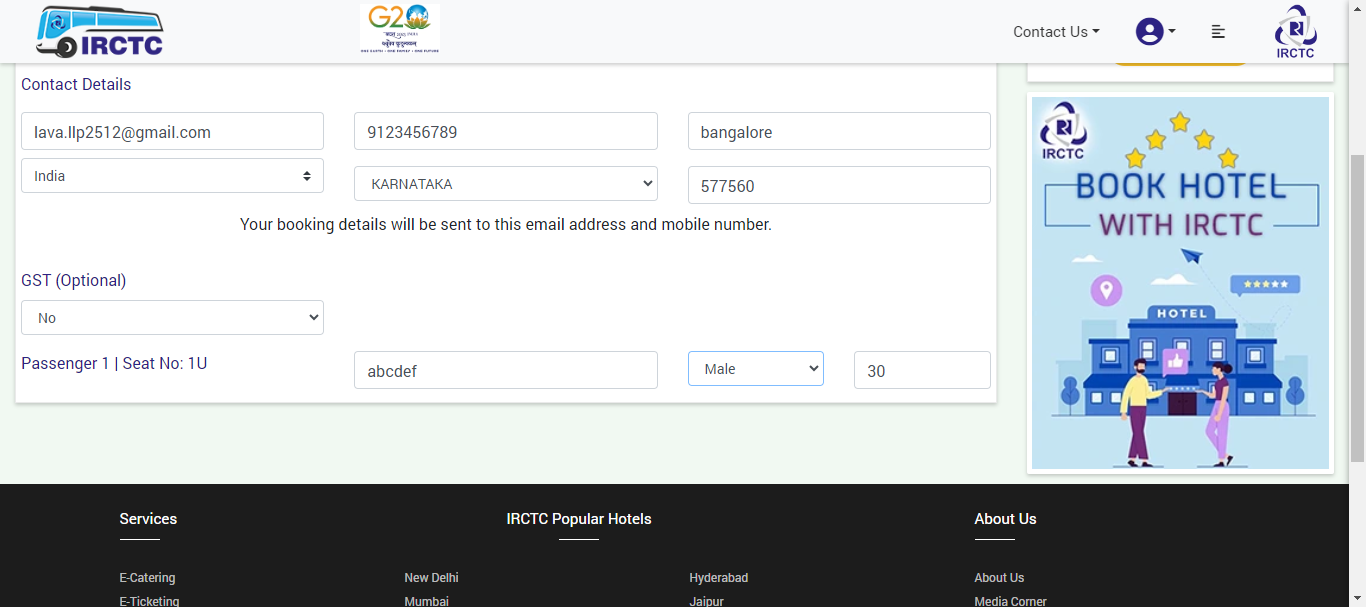 IRCTC
G20
ONE EARTH • ONE FAMILY • ONE FUTURE
Contact Us
IRCTC
Contact Details
lava.llp2512@gmail.com
9123456789
bangalore
India
KARNATAKA
577560
Your booking details will be sent to this email address and mobile number.
GST (Optional)
No
Passenger 1 | Seat No: 1U
abcdef
Male
30
IRCTC
BOOK HOTEL
WITH IRCTC
HOTEL
Services
IRCTC Popular Hotels
About Us
E-Catering
New Delhi
Hyderabad
About Us
E-Ticketing
Mumbai
Jaipur
Media Corner